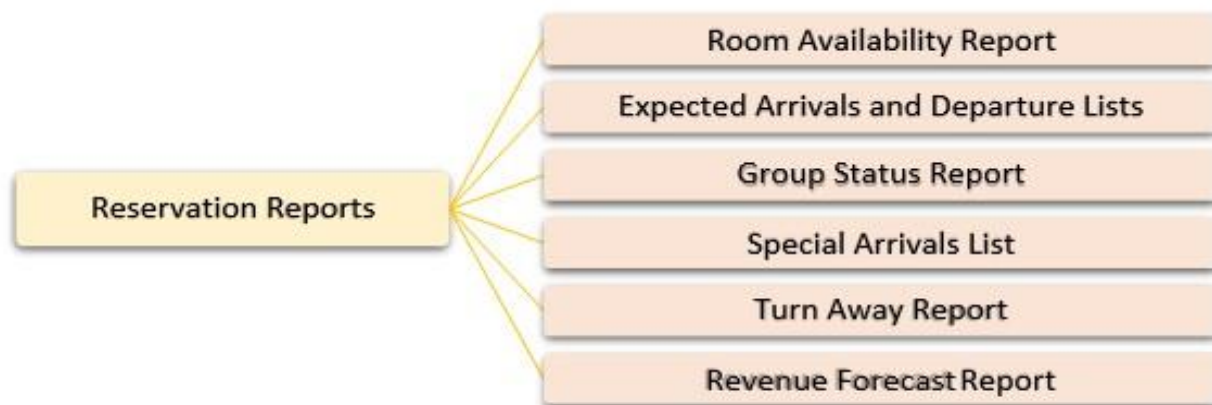 Reservation Reports
Room Availability Report
Expected Arrivals and Departure Lists
Group Status Report
Special Arrivals List
Turn Away Report
Revenue Forecast Report